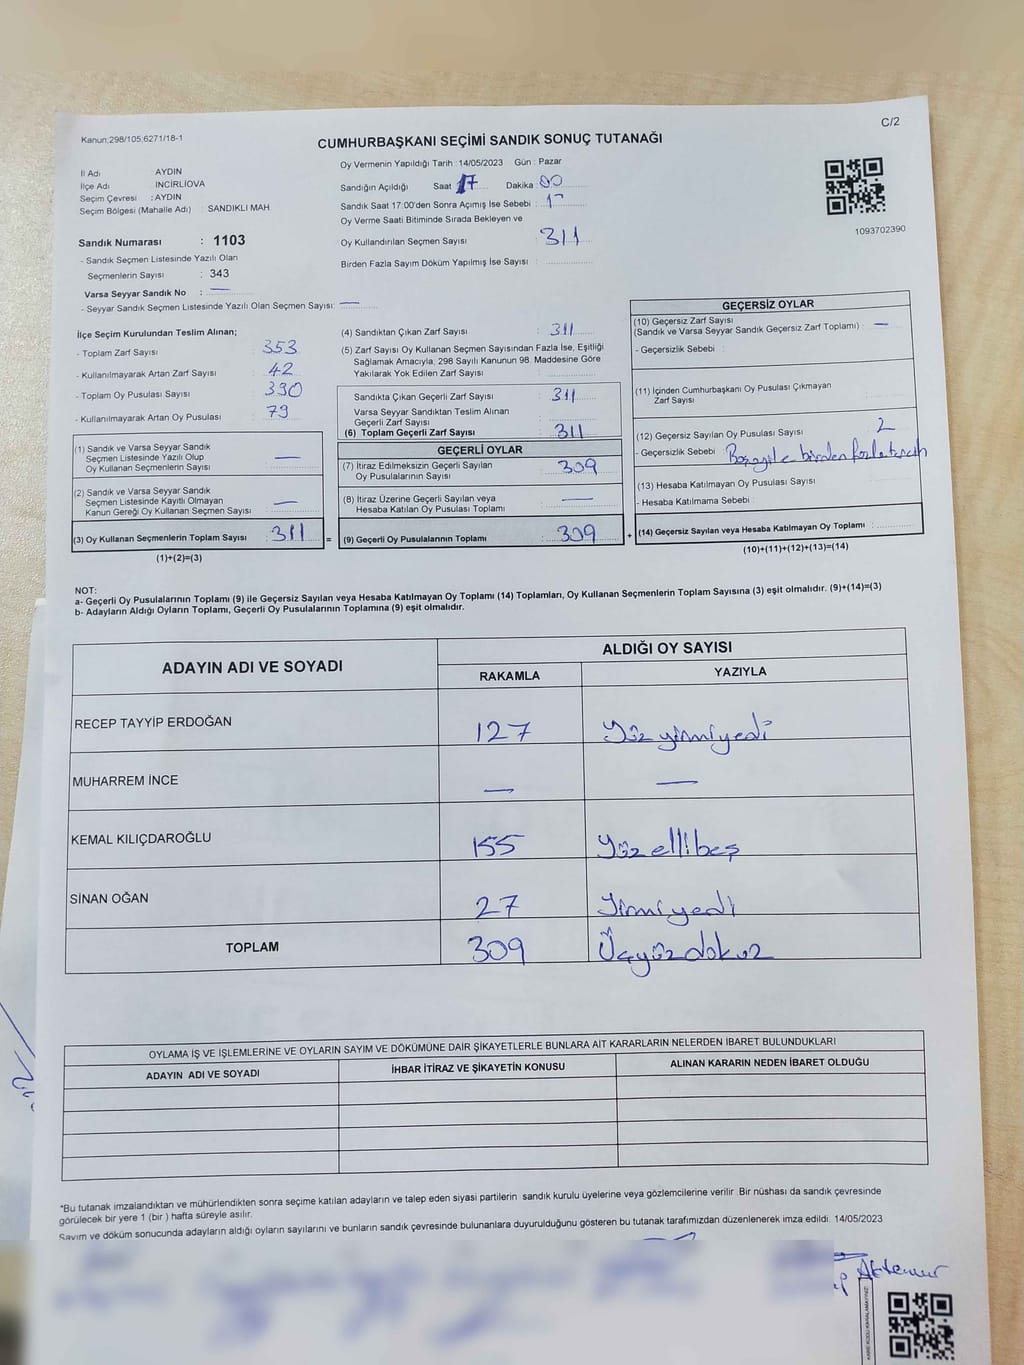 Kanun:298/105;6271/18-1
C/2
CUMHURBAŞKANI SEÇİMİ SANDIK SONUÇ TUTANAĞI
İl Adı AYDIN
İlçe Adı : İNCİRLİOVA
Seçim Çevresi : AYDIN
Seçim Bölgesi (Mahalle Adı) : SANDIKLI MAH
Sandık Numarası : 1103
- Sandık Seçmen Listesinde Yazılı Olan
Seçmenlerin Sayısı : 343
Varsa Seyyar Sandık No : —
- Seyyar Sandık Seçmen Listesinde Yazılı Olan Seçmen Sayısı: —
Oy Vermenin Yapıldığı Tarih : 14/05/2023 Gün : Pazar
Sandığın Açıldığı Saat 17 Dakika : 00
Sandık Saat 17:00'den Sonra Açımış İse Sebebi :
Oy Verme Saati Bitiminde Sırada Bekleyen ve
Oy Kullandırılan Seçmen Sayısı : 311
Birden Fazla Sayım Döküm Yapılmış İse Sayısı :
1093702390
İlçe Seçim Kurulundan Teslim Alınan;
- Toplam Zarf Sayısı : 353
- Kullanılmayarak Artan Zarf Sayısı : 42
- Toplam Oy Pusulası Sayısı : 390
- Kullanılmayarak Artan Oy Pusulası : 79
(1) Sandık ve Varsa Seyyar Sandık
Seçmen Listesinde Yazılı Olup
Oy Kullanan Seçmenlerin Sayısı : —
(2) Sandık ve Varsa Seyyar Sandık
Seçmen Listesinde Kayıtlı Olmayan
Kanun Gereği Oy Kullanan Seçmen Sayısı : —
(3) Oy Kullanan Seçmenlerin Toplam Sayısı : 311 =
(1)+(2)=(3)
(4) Sandıktan Çıkan Zarf Sayısı : 311
(5) Zarf Sayısı Oy Kullanan Seçmen Sayısından Fazla İse, Eşitliği
Sağlamak Amacıyla, 298 Sayılı Kanunun 98. Maddesine Göre
Yakılarak Yok Edilen Zarf Sayısı :
Sandıkta Çıkan Geçerli Zarf Sayısı : 311
Varsa Seyyar Sandıktan Teslim Alınan
Geçerli Zarf Sayısı :
(6) Toplam Geçerli Zarf Sayısı : 311
GEÇERLİ OYLAR
(7) İtiraz Edilmeksizin Geçerli Sayılan
Oy Pusulalarının Sayısı : 309
(8) İtiraz Üzerine Geçerli Sayılan veya
Hesaba Katılan Oy Pusulası Toplamı : —
(9) Geçerli Oy Pusulalarının Toplamı : 309 +
GEÇERSİZ OYLAR
(10) Geçersiz Zarf Sayısı
(Sandık ve Varsa Seyyar Sandık Geçersiz Zarf Toplamı) : —
- Geçersizlik Sebebi :
(11) İçinden Cumhurbaşkanı Oy Pusulası Çıkmayan
Zarf Sayısı :
(12) Geçersiz Sayılan Oy Pusulası Sayısı : 2
- Geçersizlik Sebebi : birden fazla tercih
(13) Hesaba Katılmayan Oy Pusulası Sayısı :
- Hesaba Katılmama Sebebi :
(14) Geçersiz Sayılan veya Hesaba Katılmayan Oy Toplamı :
(10)+(11)+(12)+(13)=(14)
NOT:
a- Geçerli Oy Pusulalarının Toplamı (9) ile Geçersiz Sayılan veya Hesaba Katılmayan Oy Toplamı (14) Toplamları, Oy Kullanan Seçmenlerin Toplam Sayısına (3) eşit olmalıdır. (9)+(14)=(3)
b- Adayların Aldığı Oyların Toplamı, Geçerli Oy Pusulalarının Toplamına (9) eşit olmalıdır.
ADAYIN ADI VE SOYADI
ALDIĞI OY SAYISI
RAKAMLA YAZIYLA
RECEP TAYYİP ERDOĞAN 127 Yüz yirmi yedi
MUHARREM İNCE — —
KEMAL KILIÇDAROĞLU 155 Yüz elli beş
SİNAN OĞAN 27 Yirmi yedi
TOPLAM 309 Üçyüzdokuz
OYLAMA İŞ VE İŞLEMLERİNE VE OYLARIN SAYIM VE DÖKÜMÜNE DAİR ŞİKAYETLERLE BUNLARA AİT KARARLARIN NELERDEN İBARET BULUNDUKLARI
ADAYIN ADI VE SOYADI İHBAR İTİRAZ VE ŞİKAYETİN KONUSU ALINAN KARARIN NEDEN İBARET OLDUĞU
*Bu tutanak imzalandıktan ve mühürlendikten sonra seçime katılan adayların ve talep eden siyasi partilerin sandık kurulu üyelerine veya gözlemcilerine verilir. Bir nüshası da sandık çevresinde
görülecek bir yere 1 (bir ) hafta süreyle asılır.
Sayım ve döküm sonucunda adayların aldığı oyların sayılarını ve bunların sandık çevresinde bulunanlara duyurulduğunu gösteren bu tutanak tarafımızdan düzenlenerek imza edildi. 14/05/2023